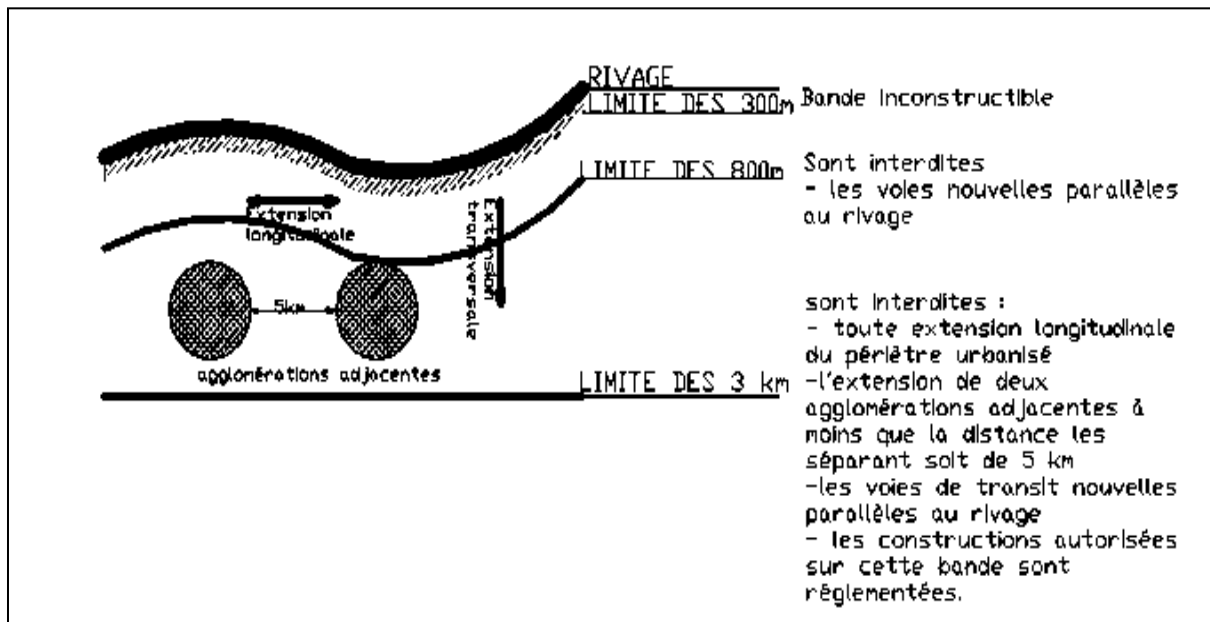 RIVAGE
LIMITE DES 300m
Bande inconstructible
LIMITE DES 800m
Sont interdites
- les voies nouvelles parallèles
au rivage
Extension
longitudinale
Extension
transversale
5km
agglomérations adjacentes
LIMITE DES 3 km
sont interdites :
- toute extension longitudinale
du périètre urbanisé
-l'extension de deux
agglomérations adjacentes à
moins que la distance les
séparant soit de 5 km
-les voies de transit nouvelles
parallèles au rivage
- les constructions autorisées
sur cette bande sont
réglementées.